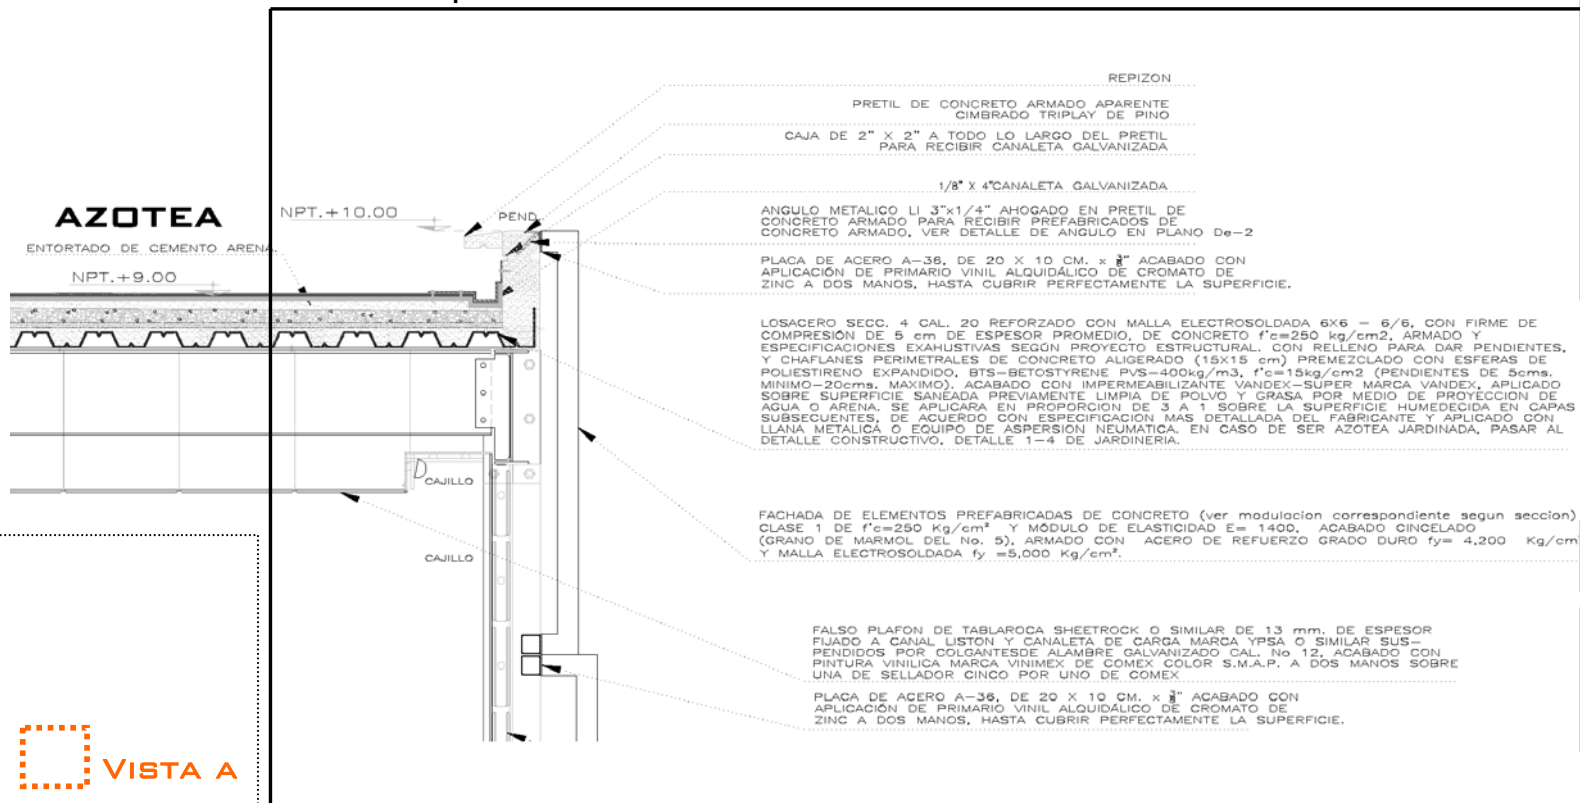 REPIZON
PRETIL DE CONCRETO ARMADO APARENTE
CIMBRADO TRIPLAY DE PINO
CAJA DE 2" X 2" A TODO LO LARGO DEL PRETIL
PARA RECIBIR CANALETA GALVANIZADA
1/8" X 4"CANALETA GALVANIZADA
AZOTEA
NPT.+10.00
PEND.
ENTORTADO DE CEMENTO ARENA.
NPT.+9.00
ANGULO METALICO LI 3"x1/4" AHOGADO EN PRETIL DE
CONCRETO ARMADO PARA RECIBIR PREFABRICADOS DE
CONCRETO ARMADO, VER DETALLE DE ANGULO EN PLANO De-2
PLACA DE ACERO A-36, DE 20 X 10 CM. x ACABADO CON
APLICACIÓN DE PRIMARIO VINIL ALQUIDÁLICO DE CROMATO DE
ZINC A DOS MANOS, HASTA CUBRIR PERFECTAMENTE LA SUPERFICIE.
LOSACERO SECC. 4 CAL. 20 REFORZADO CON MALLA ELECTROSOLDADA 6X6 - 6/6, CON FIRME DE
COMPRESIÓN DE 5 cm DE ESPESOR PROMEDIO, DE CONCRETO f'c=250 kg/cm2, ARMADO Y
ESPECIFICACIONES EXAHUSTIVAS SEGÚN PROYECTO ESTRUCTURAL. CON RELLENO PARA DAR PENDIENTES,
Y CHAFLANES PERIMETRALES DE CONCRETO ALIGERADO (15X15 cm) PREMEZCLADO CON ESFERAS DE
POLIESTIRENO EXPANDIDO, BTS-BETOSTYRENE PVS-400kg/m3, f'c=15kg/cm2 (PENDIENTES DE 5cms.
MINIMO-20cms. MAXIMO). ACABADO CON IMPERMEABILIZANTE VANDEX-SUPER MARCA VANDEX, APLICADO
SOBRE SUPERFICIE SANEADA PREVIAMENTE LIMPIA DE POLVO Y GRASA POR MEDIO DE PROYECCION DE
AGUA O ARENA. SE APLICARA EN PROPORCION DE 3 A 1 SOBRE LA SUPERFICIE HUMEDECIDA EN CAPAS
SUBSECUENTES, DE ACUERDO CON ESPECIFICACIÓN MAS DETALLADA DEL FABRICANTE Y APLICADO CON
LLANA METALICA O EQUIPO DE ASPERSIÓN NEUMATICA. EN CASO DE SER AZOTEA JARDINADA, PASAR AL
DETALLE CONSTRUCTIVO. DETALLE 1-4 DE JARDINERIA.
CAJILLO
CAJILLO
FACHADA DE ELEMENTOS PREFABRICADAS DE CONCRETO (ver modulacion correspondiente segun seccion)
CLASE 1 DE f'c=250 Kg/cm² Y MÓDULO DE ELASTICIDAD E= 1400, ACABADO CINCELADO
(GRANO DE MARMOL DEL No. 5), ARMADO CON ACERO DE REFUERZO GRADO DURO fy= 4,200 Kg/cm
Y MALLA ELECTROSOLDADA fy =5,000 Kg/cm².
FALSO PLAFON DE TABLAROCA SHEETROCK O SIMILAR DE 13 mm. DE ESPESOR
FIJADO A CANAL LISTON Y CANALETA DE CARGA MARCA YPSA O SIMILAR SUS-
PENDIDOS POR COLGANTESDE ALAMBRE GALVANIZADO CAL. No 12, ACABADO CON
PINTURA VINILICA MARCA VINIMEX DE COMEX COLOR S.M.A.P. A DOS MANOS SOBRE
UNA DE SELLADOR CINCO POR UNO DE COMEX
PLACA DE ACERO A-36, DE 20 X 10 CM. x ACABADO CON
APLICACIÓN DE PRIMARIO VINIL ALQUIDÁLICO DE CROMATO DE
ZINC A DOS MANOS, HASTA CUBRIR PERFECTAMENTE LA SUPERFICIE.
VISTA A